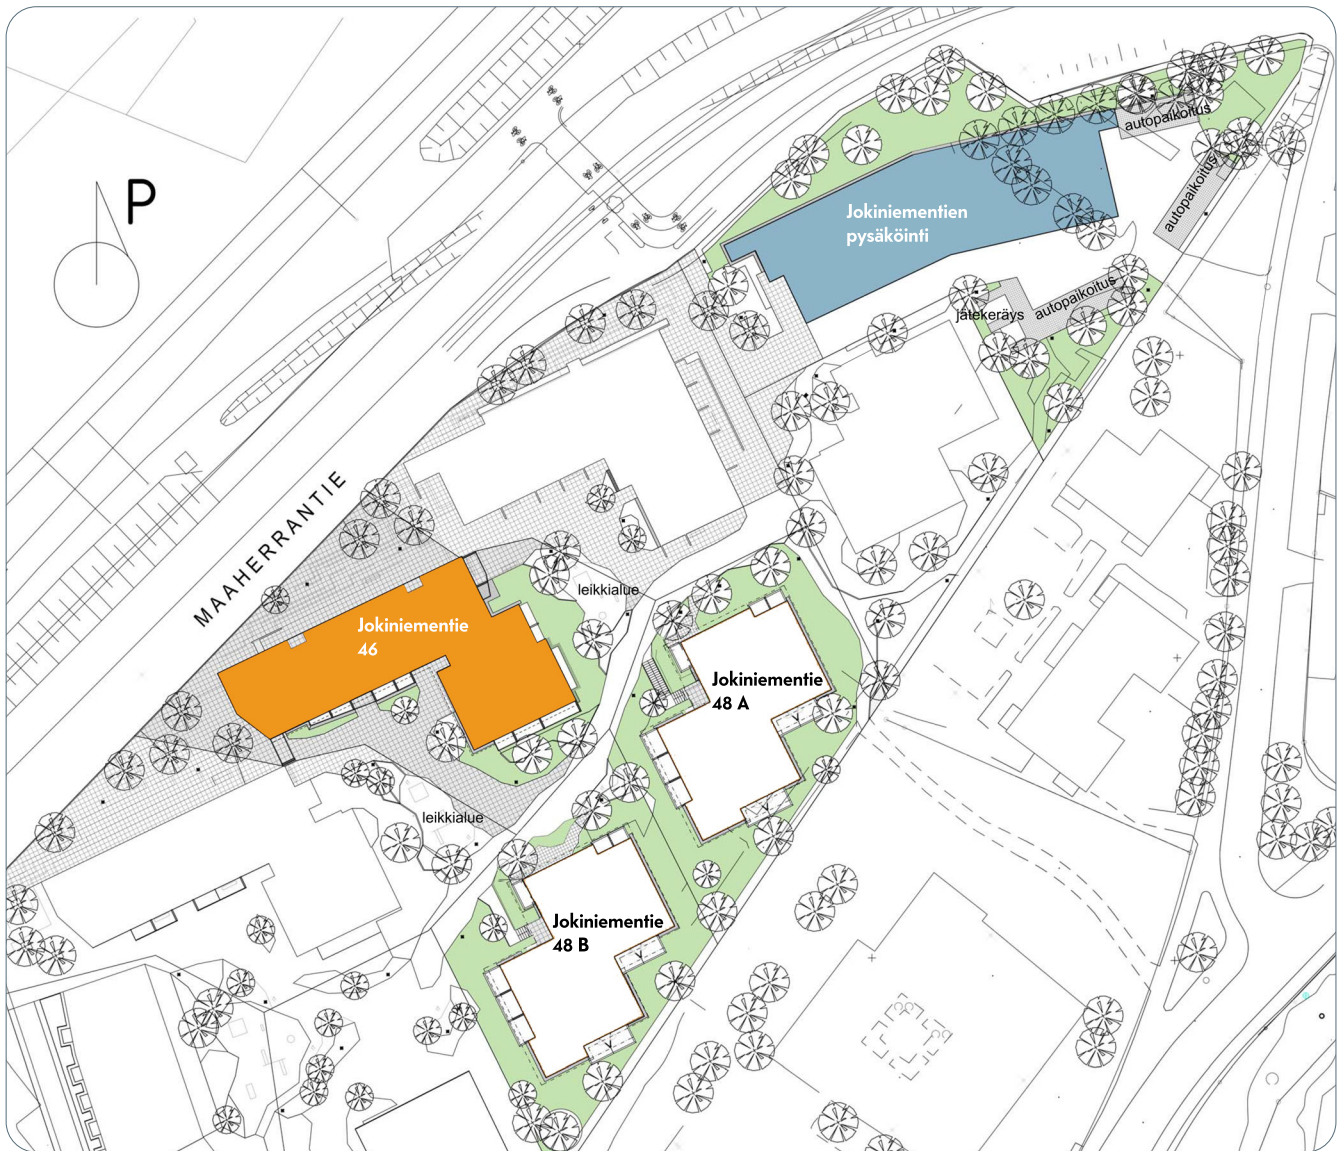 P
autopaikoitus
autopaikoitus
Jokiniementien
pysäköinti
autopaikoitus
jätekeräys
MAAHERRANTIE
leikkialue
Jokiniementie
46
Jokiniementie
48 A
leikkialue
Jokiniementie
48 B